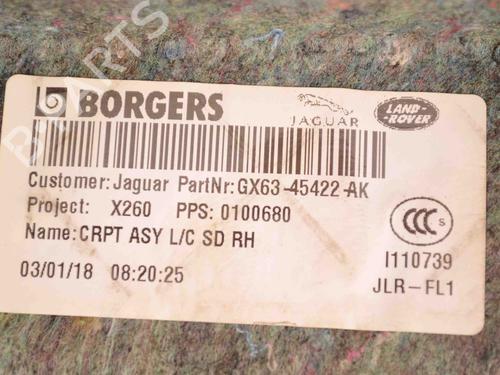 BORGERS
JAGUAR
LAND-
ROVER
Customer: Jaguar PartNr: GX63-45422-AK
Project: X260 PPS: 0100680
Name: CRPT ASY L/C SD RH
CCC S
I110739
03/01/18 08:20:25
JLR-FL1